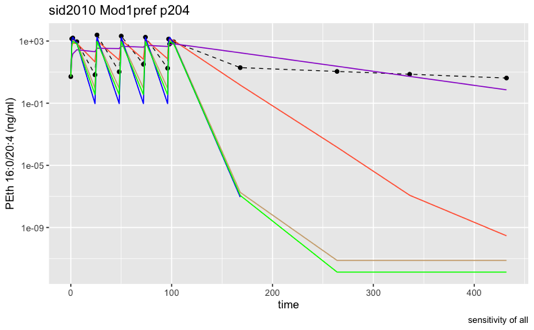 sid2010 Mod1pref p204
PEth 16:0/20:4 (ng/ml)
1e+03
1e-01
1e-05
1e-09
0
100
200
300
400
time
sensitivity of all